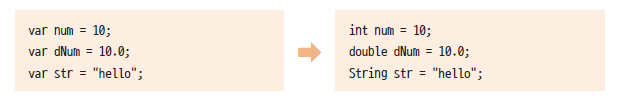 var num = 10;
var dNum = 10.0;
var str = "hello";
int num = 10;
double dNum = 10.0;
String str = "hello";